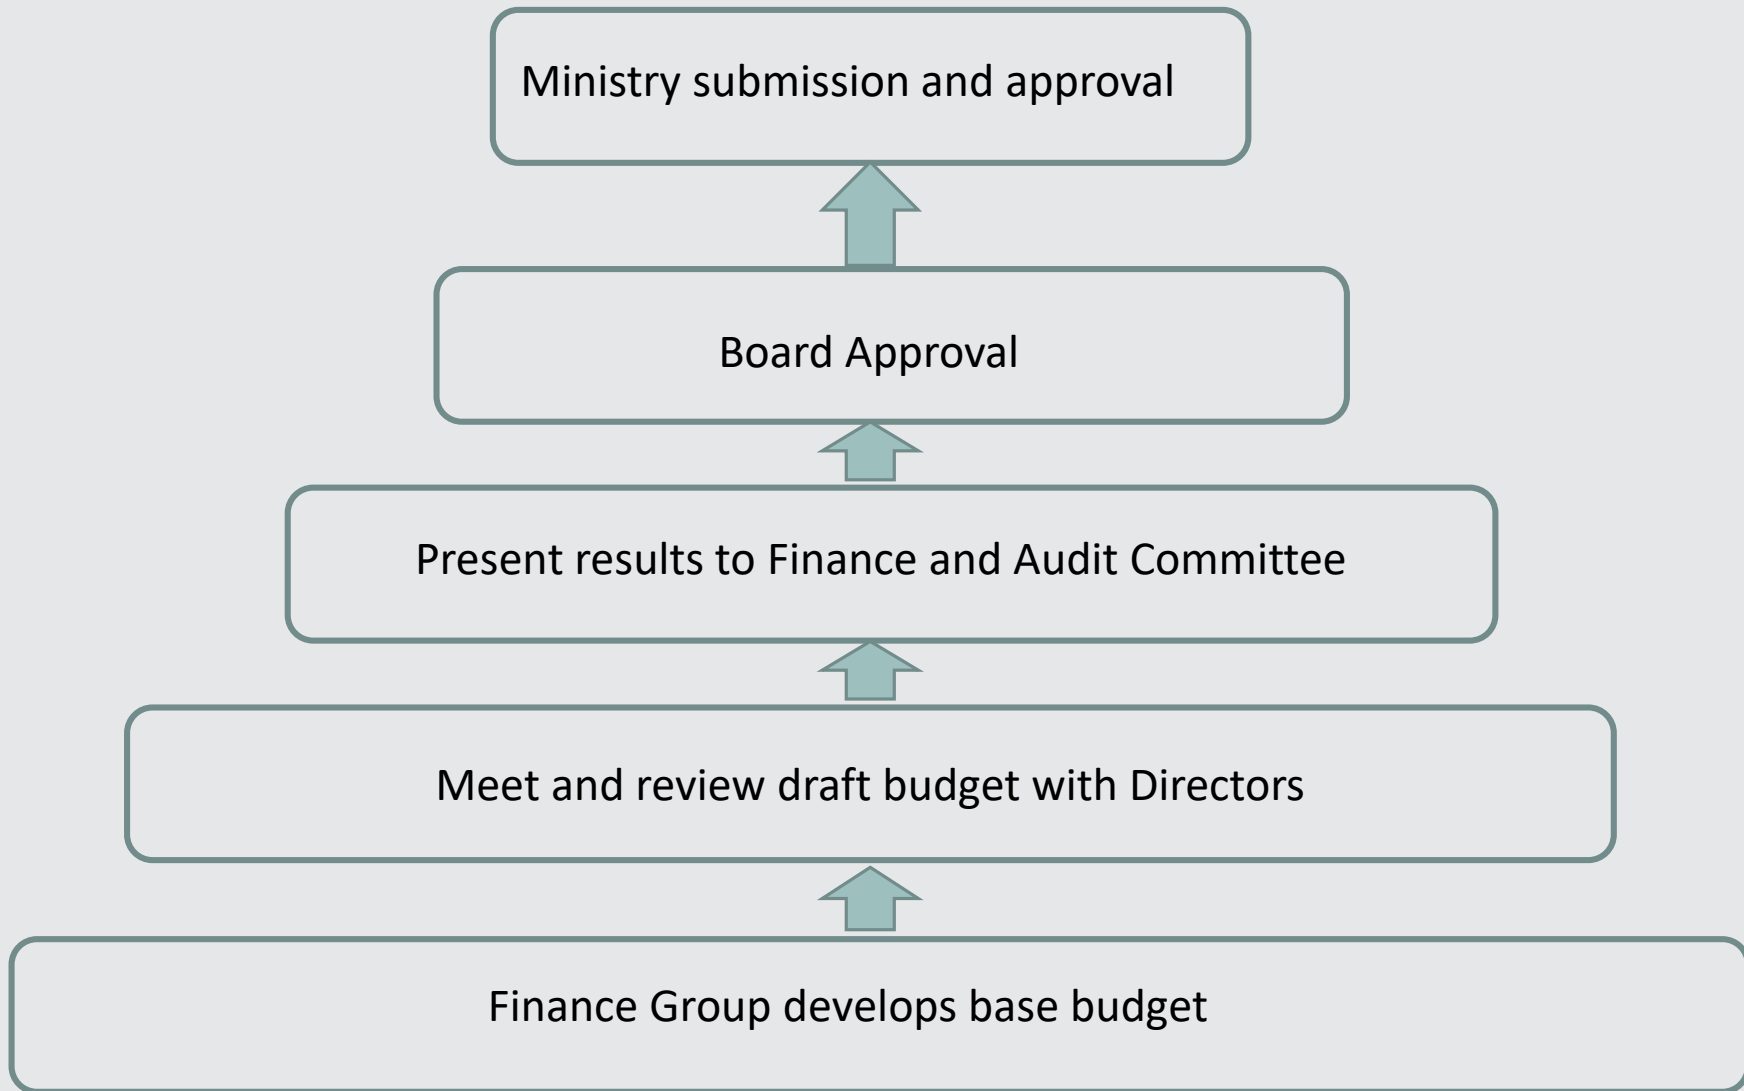 Ministry submission and approval
Board Approval
Present results to Finance and Audit Committee
Meet and review draft budget with Directors
Finance Group develops base budget